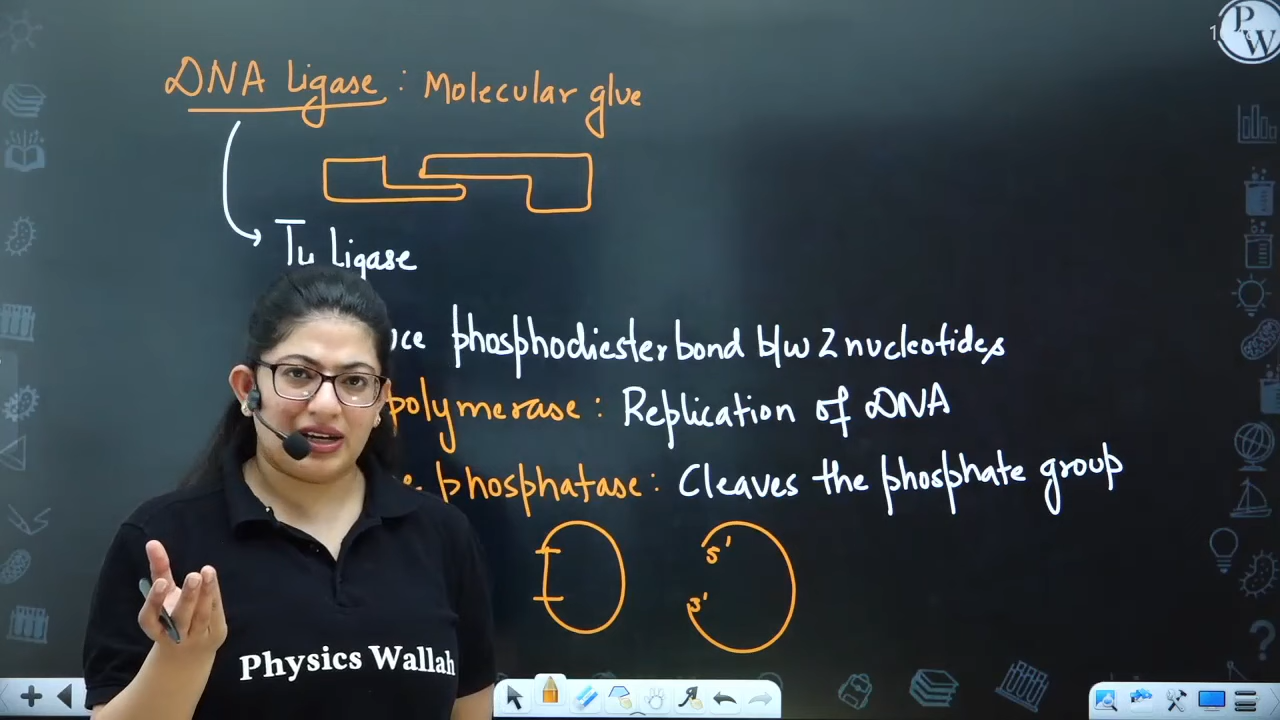 DNA Ligase : Molecular glue
T4 Ligase
uce phosphodiester bond b/w 2 nucleotides
polymerase : Replication of DNA
e phosphatase : Cleaves the phosphate group
5'
3'
Physics Wallah
P
W